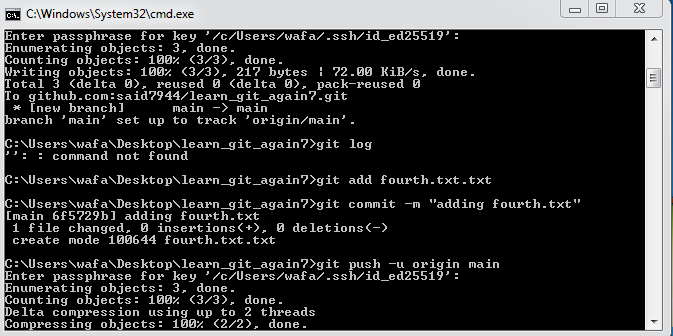 C:\Windows\System32\cmd.exe
Enter passphrase for key '/c/Users/wafa/.ssh/id_ed25519':
Enumerating objects: 3, done.
Counting objects: 100% (3/3), done.
Writing objects: 100% (3/3), 217 bytes | 72.00 KiB/s, done.
Total 3 (delta 0), reused 0 (delta 0), pack-reused 0
To github.com:said7944/learn_git_again7.git
 * [new branch]      main -> main
branch 'main' set up to track 'origin/main'.
C:\Users\wafa\Desktop\learn_git_again7>git log
'': : command not found
C:\Users\wafa\Desktop\learn_git_again7>git add fourth.txt.txt
C:\Users\wafa\Desktop\learn_git_again7>git commit -m "adding fourth.txt"
[main 6f5729b] adding fourth.txt
 1 file changed, 0 insertions(+), 0 deletions(-)
 create mode 100644 fourth.txt.txt
C:\Users\wafa\Desktop\learn_git_again7>git push -u origin main
Enter passphrase for key '/c/Users/wafa/.ssh/id_ed25519':
Enumerating objects: 3, done.
Counting objects: 100% (3/3), done.
Delta compression using up to 2 threads
Compressing objects: 100% (2/2), done.